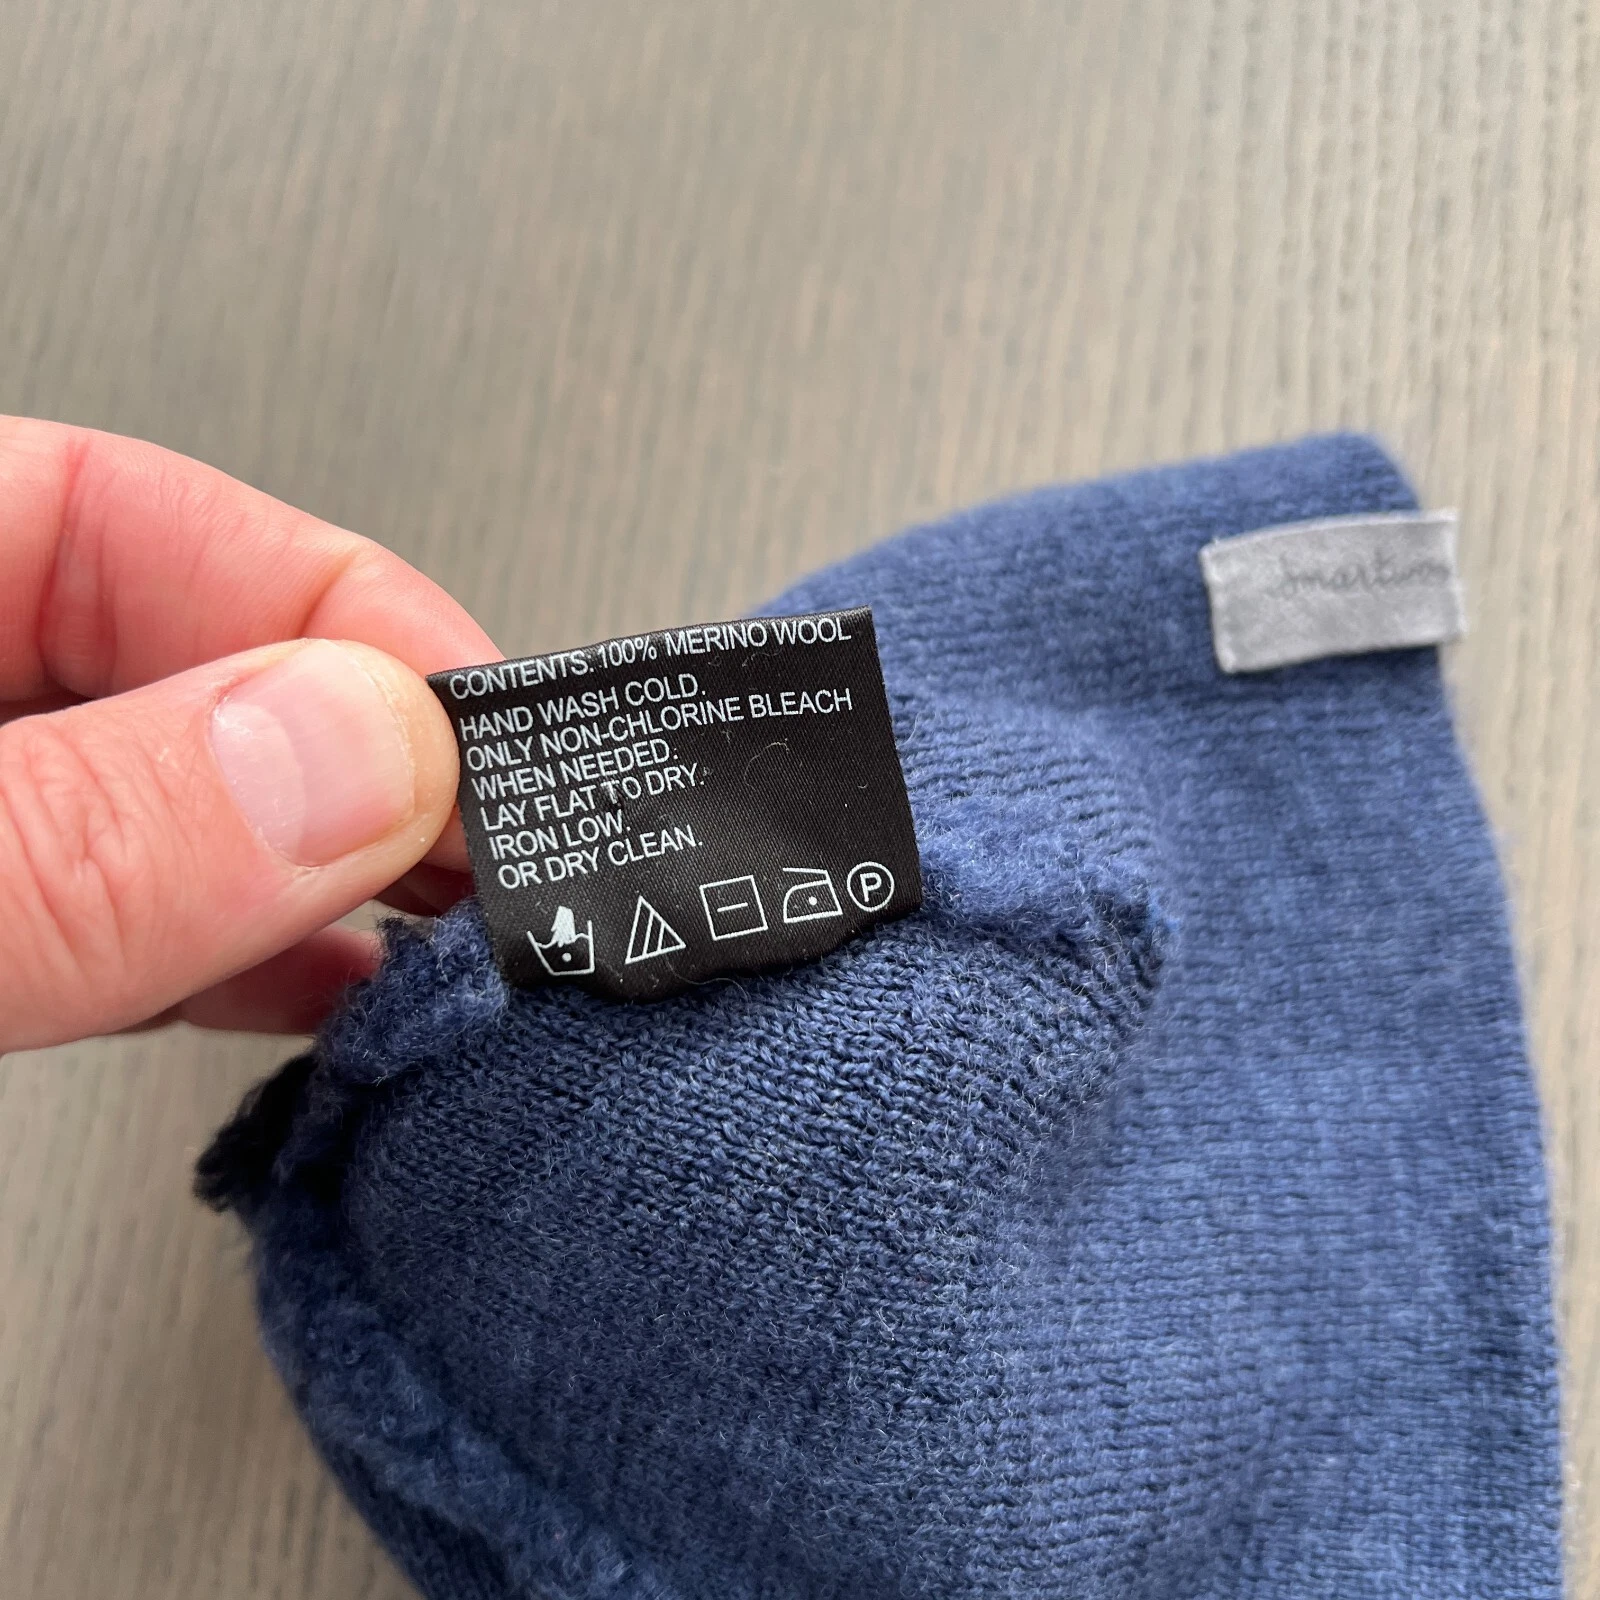 CONTENTS: 100% MERINO WOOL
HAND WASH COLD.
ONLY NON-CHLORINE BLEACH
WHEN NEEDED.
LAY FLAT TO DRY.
IRON LOW.
OR DRY CLEAN.
P
Smartwoo